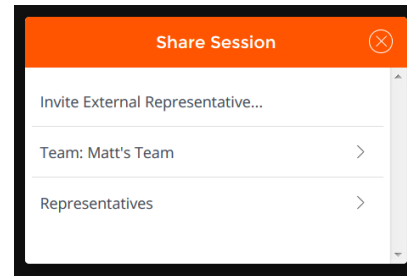 Share Session
Invite External Representative...
Team: Matt's Team
Representatives